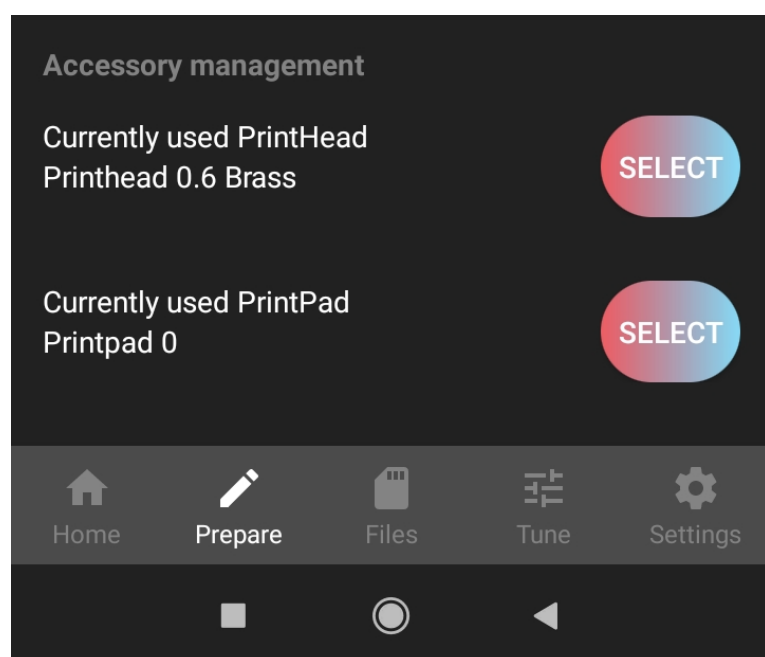 Accessory management
Currently used PrintHead
Printhead 0.6 Brass
SELECT
Currently used PrintPad
Printpad 0
SELECT
Home
Prepare
Files
Tune
Settings